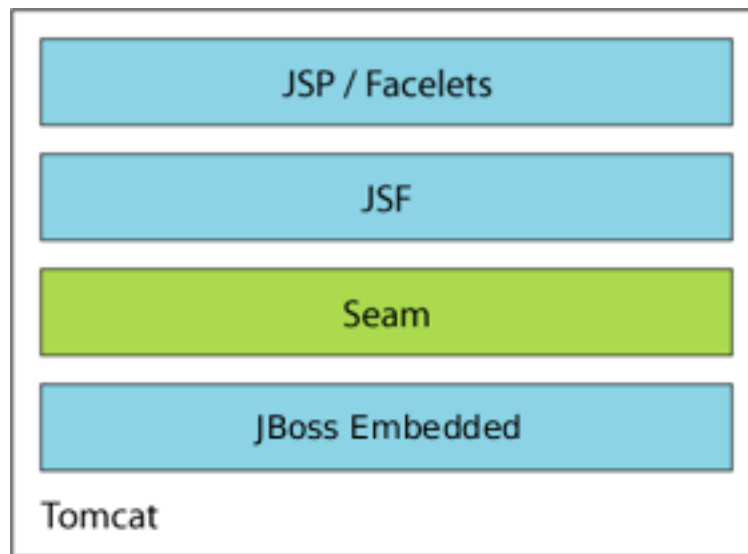 JSP / Facelets
JSF
Seam
JBoss Embedded
Tomcat